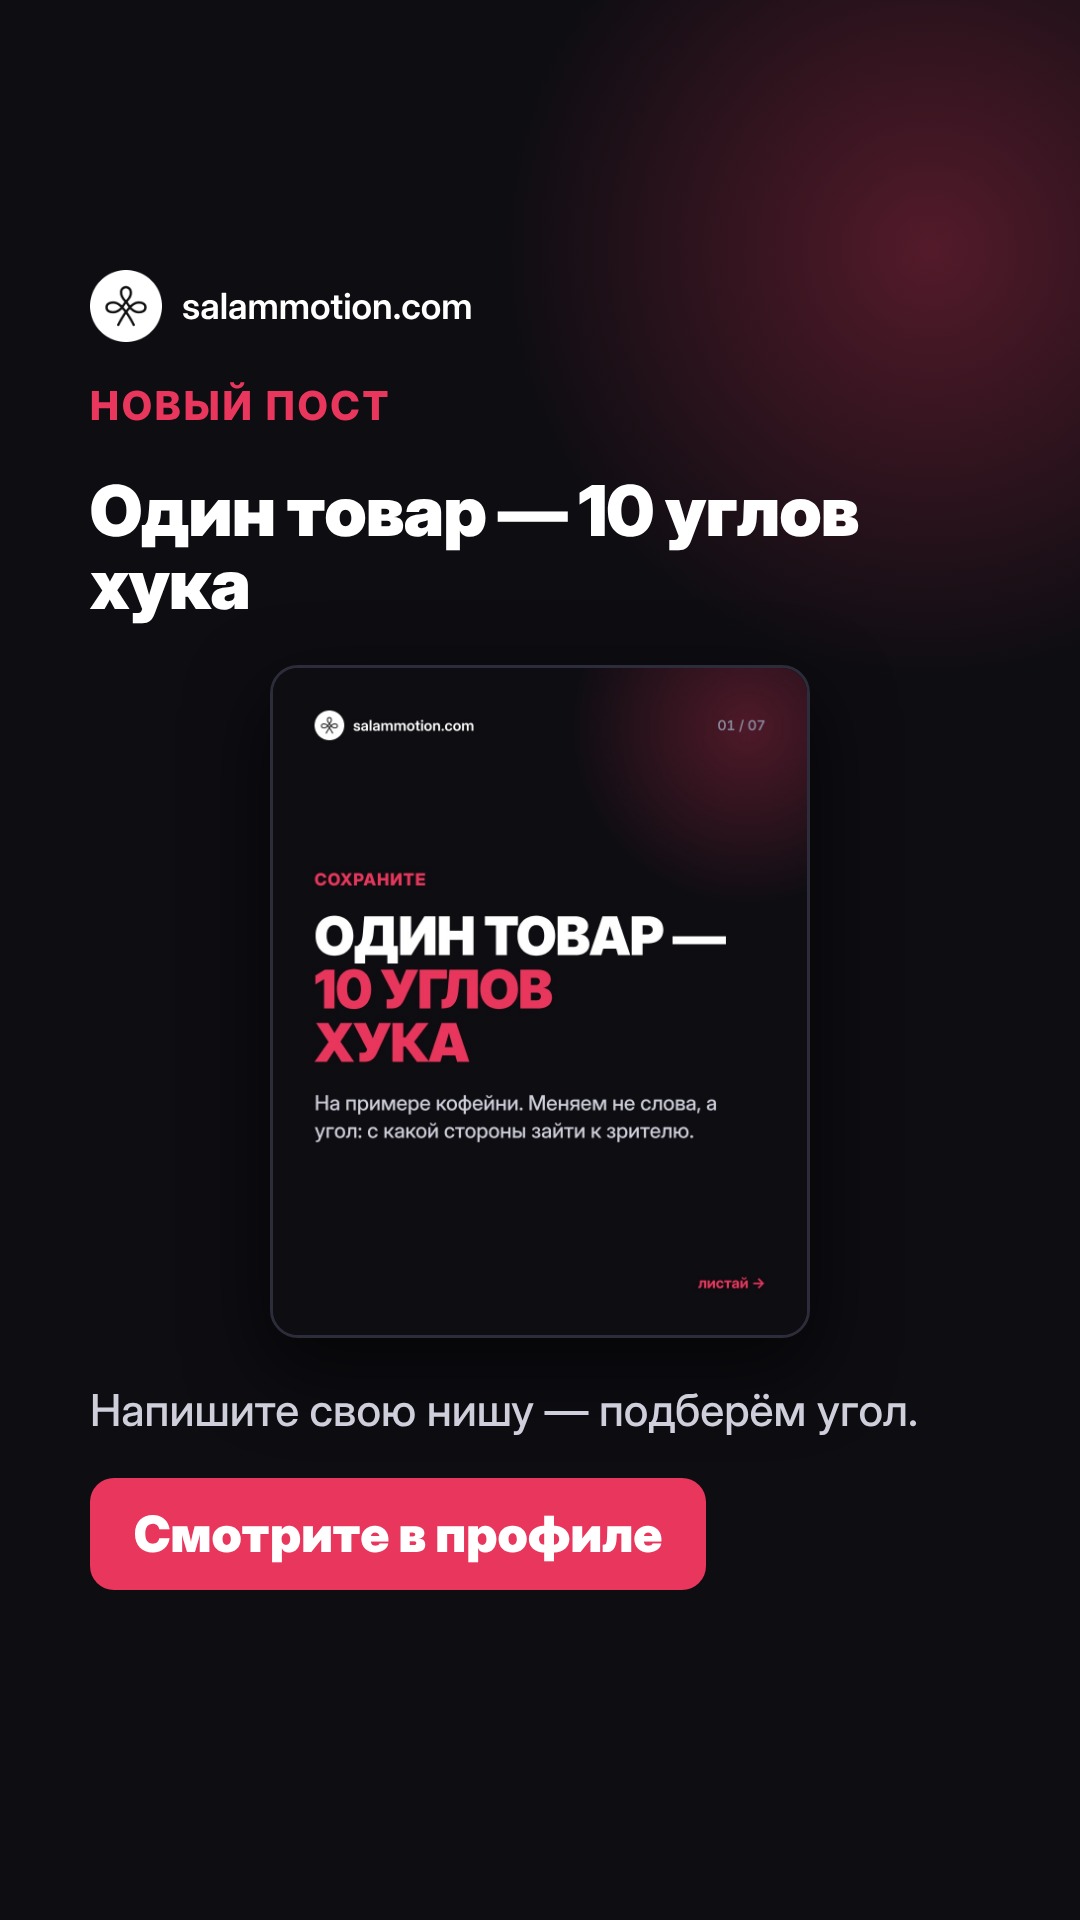 salammotion.com
НОВЫЙ ПОСТ
Один товар — 10 углов
хука
salammotion.com
01 / 07
СОХРАНИТЕ
ОДИН ТОВАР —
10 УГЛОВ
ХУКА
На примере кофейни. Меняем не слова, а
угол: с какой стороны зайти к зрителю.
листай →
Напишите свою нишу — подберём угол.
Смотрите в профиле